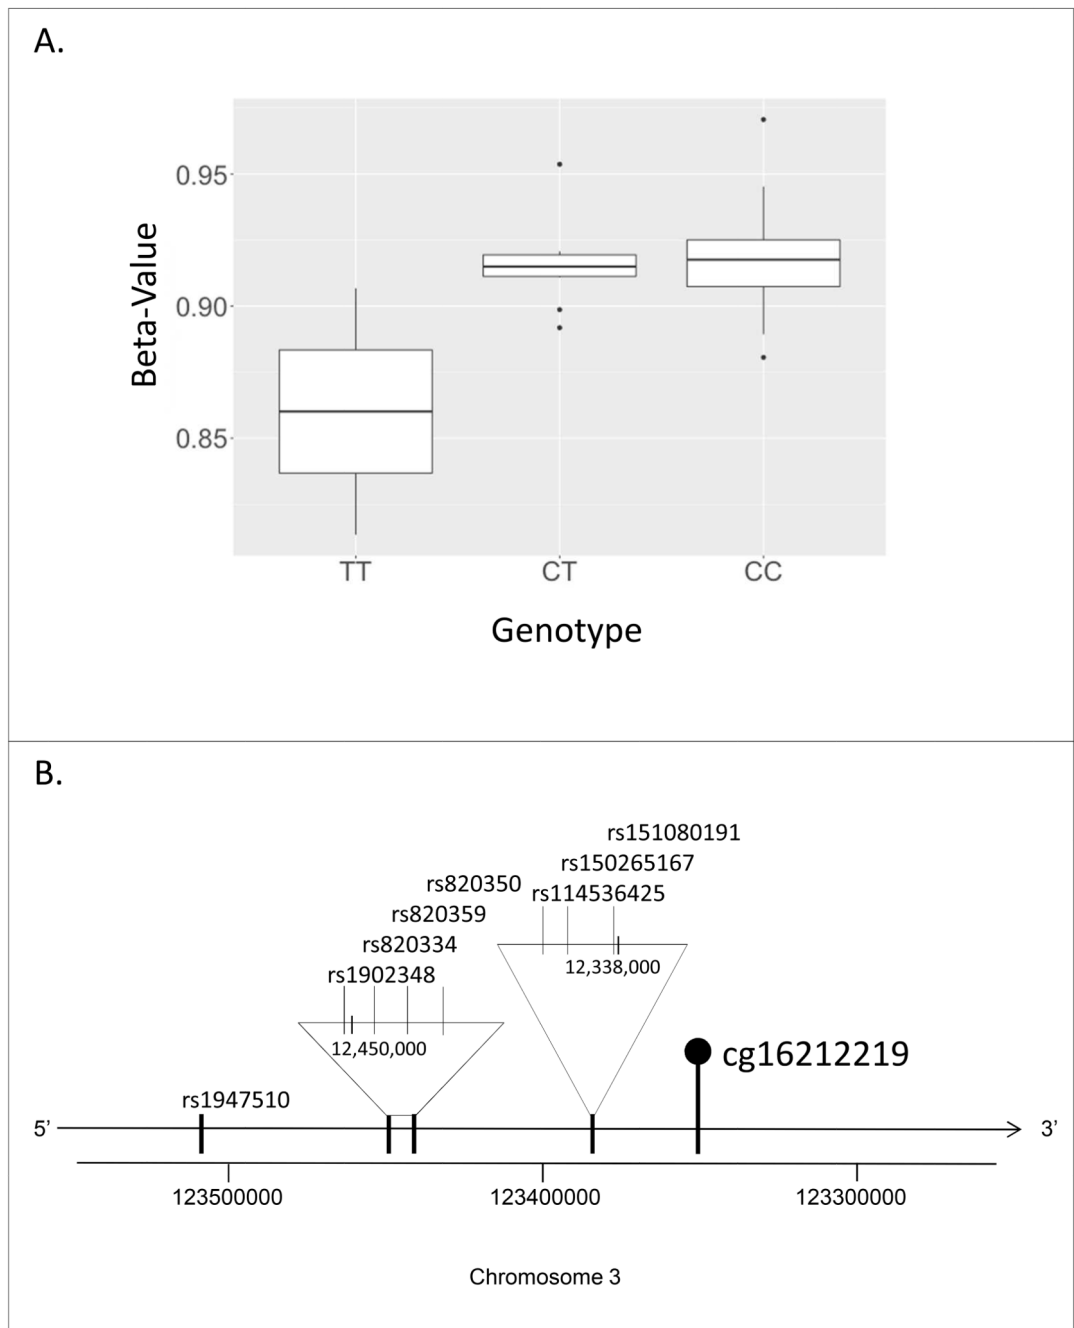 A.
0.95
0.90
0.85
Beta-Value
TT CT CC
Genotype
B.
rs151080191
rs150265167
rs820350
rs114536425
rs820359
rs820334
12,338,000
rs1902348
12,450,000
cg16212219
rs1947510
5’ 3’
123500000 123400000 123300000
Chromosome 3